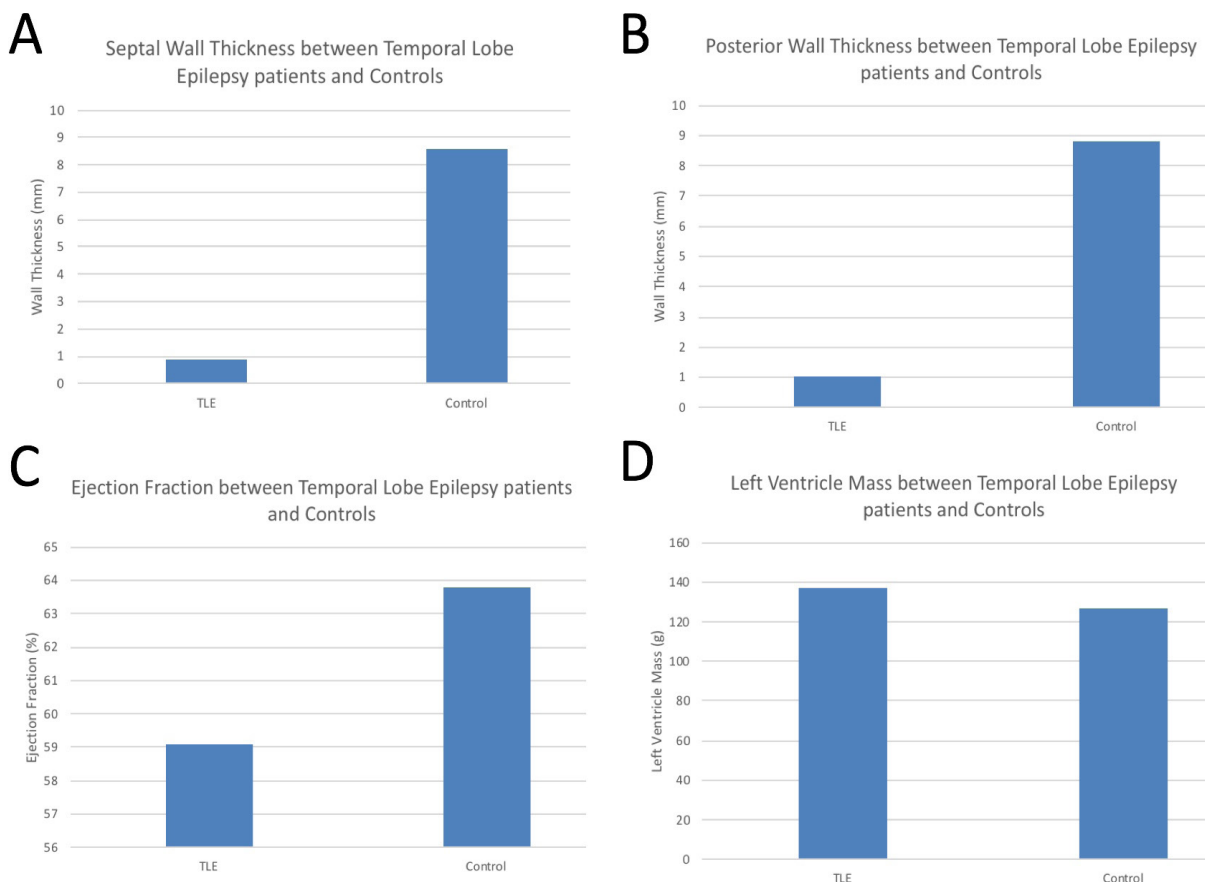 A
Septal Wall Thickness between Temporal Lobe
Epilepsy patients and Controls
10
9
8
7
6
5
4
3
2
1
0
Wall Thickness (mm)
TLE
Control
B
Posterior Wall Thickness between Temporal Lobe Epilepsy
patients and Controls
10
9
8
7
6
5
4
3
2
1
0
Wall Thickness (mm)
TLE
Control
C
Ejection Fraction between Temporal Lobe Epilepsy patients
and Controls
65
64
63
62
61
60
59
58
57
56
Ejection Fraction (%)
TLE
Control
D
Left Ventricle Mass between Temporal Lobe Epilepsy
patients and Controls
160
140
120
100
80
60
40
20
0
Left Ventricle Mass (g)
TLE
Control